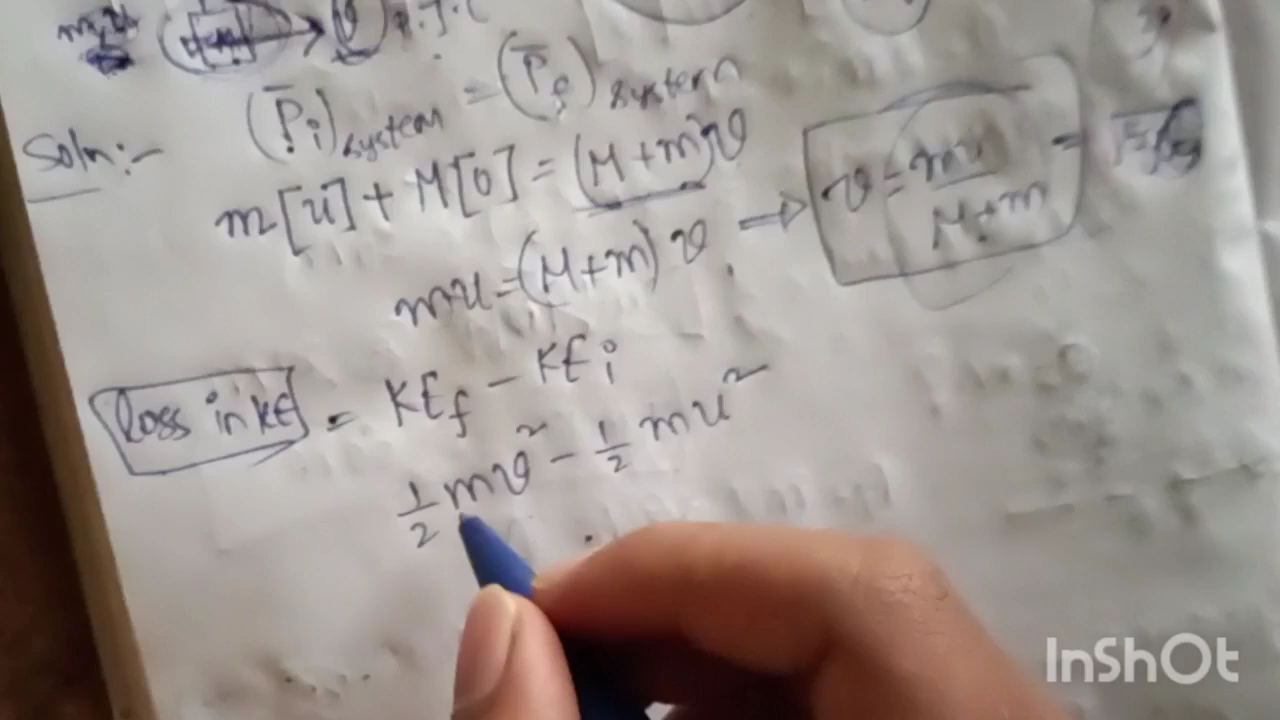 m, u
(P̅i)system = (P̅f)system
Soln:-
m[u] + M[0] = (M+m)v
mu = (M+m) v → v = mu/M+m =
loss in KE = KEf - KEi
1/2 mv² - 1/2 mu²
InShOt